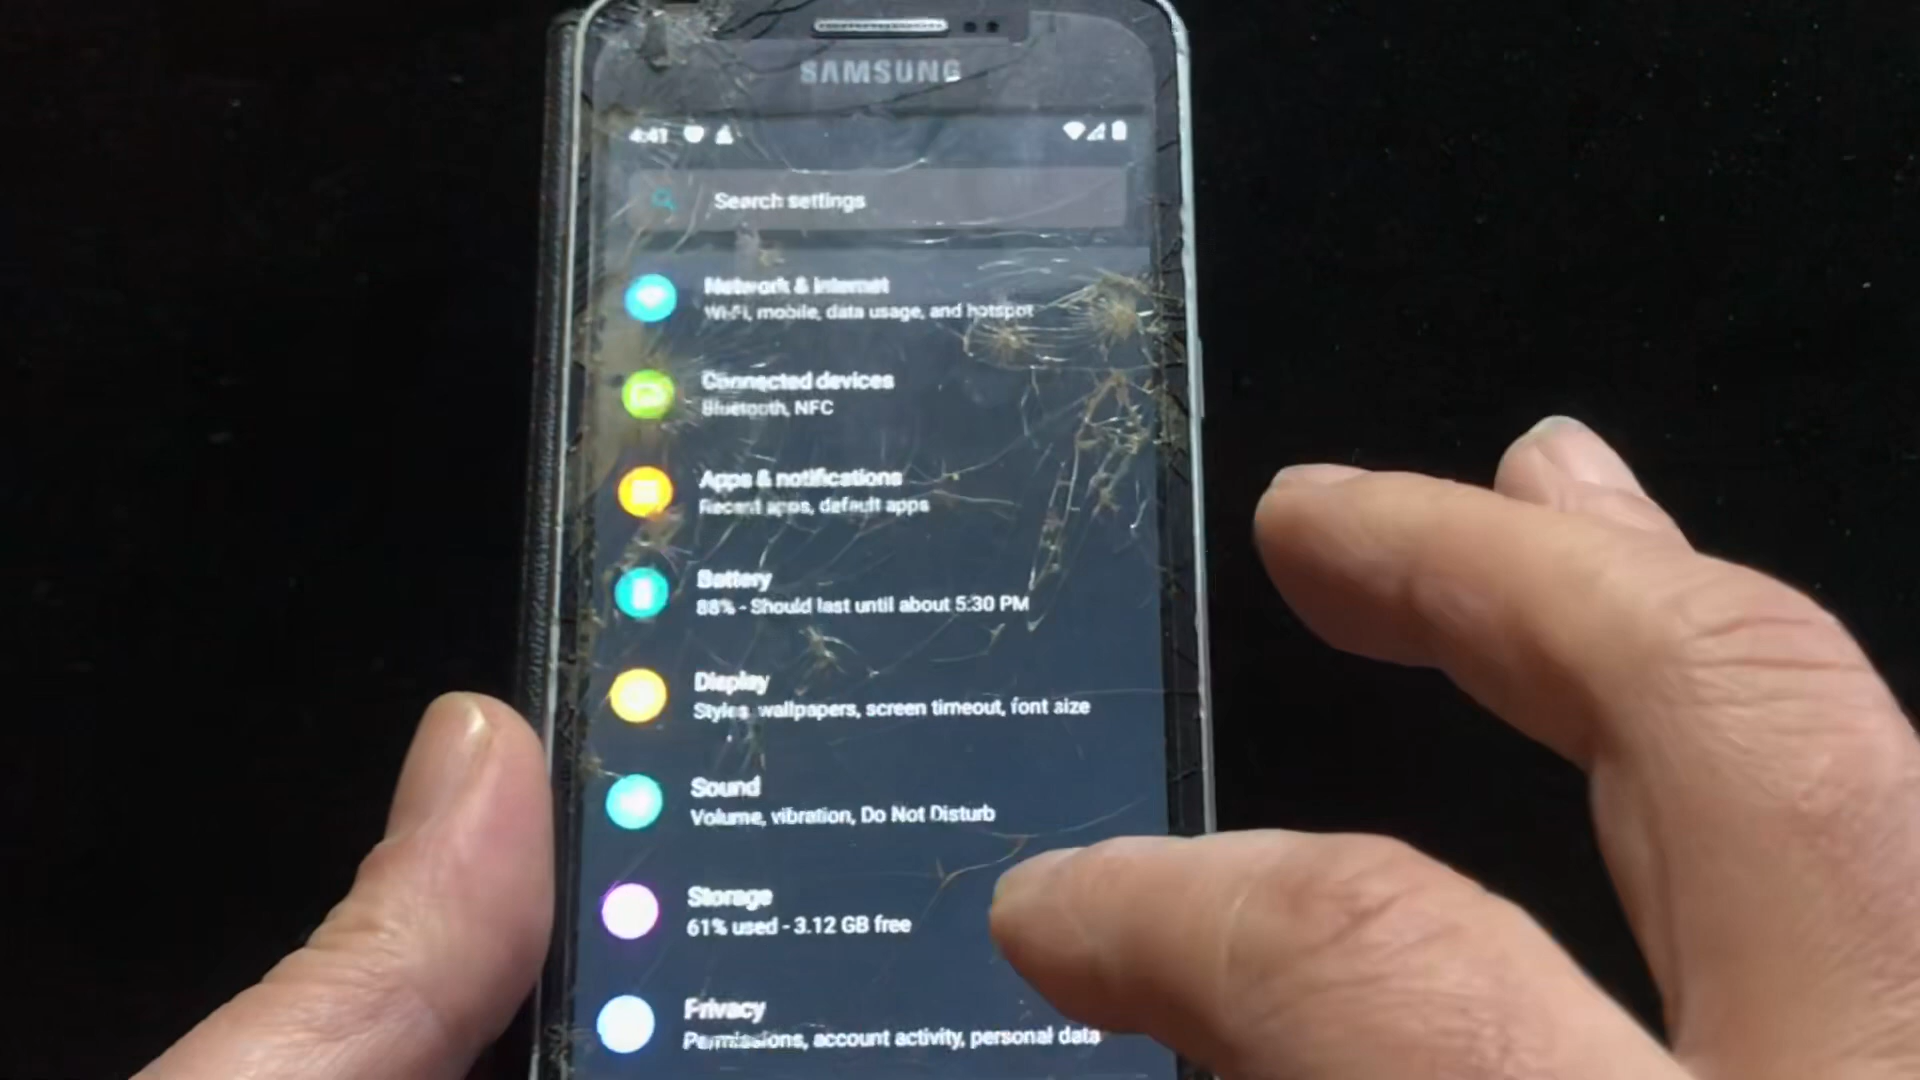 SAMSUNG
4:41
Search settings
Network & internet
Wi-Fi, mobile, data usage, and hotspot
Connected devices
Bluetooth, NFC
Apps & notifications
Recent apps, default apps
Battery
88% - Should last until about 5:30 PM
Display
Styles, wallpapers, screen timeout, font size
Sound
Volume, vibration, Do Not Disturb
Storage
61% used - 3.12 GB free
Privacy
Permissions, account activity, personal data